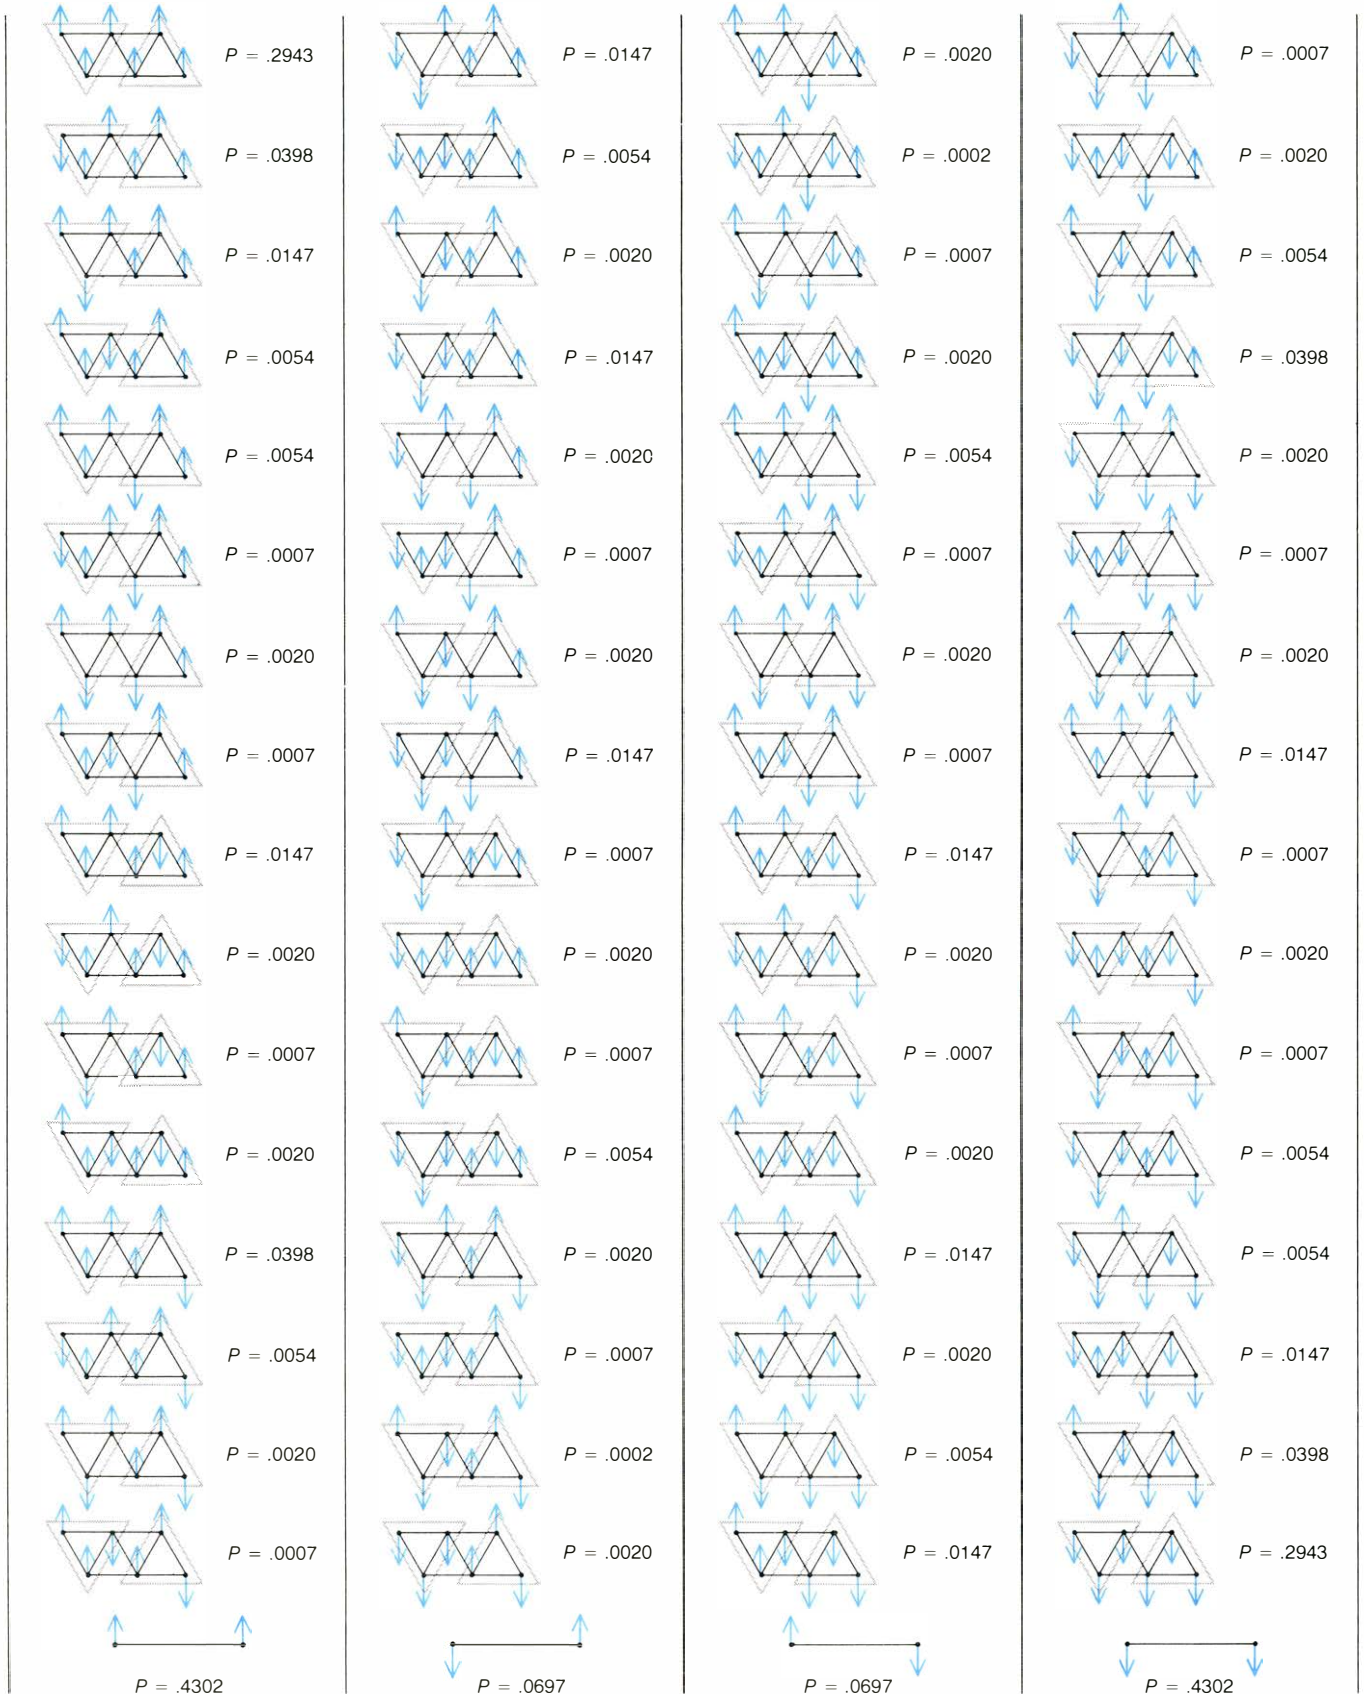 P = .2943
P = .0398
P = .0147
P = .0054
P = .0054
P = .0007
P = .0020
P = .0007
P = .0147
P = .0020
P = .0007
P = .0020
P = .0398
P = .0054
P = .0020
P = .0007
P = .4302
P = .0147
P = .0054
P = .0020
P = .0147
P = .0020
P = .0007
P = .0020
P = .0147
P = .0007
P = .0020
P = .0007
P = .0054
P = .0020
P = .0007
P = .0002
P = .0020
P = .0697
P = .0020
P = .0002
P = .0007
P = .0020
P = .0054
P = .0007
P = .0020
P = .0007
P = .0147
P = .0020
P = .0007
P = .0020
P = .0147
P = .0020
P = .0054
P = .0147
P = .0697
P = .0007
P = .0020
P = .0054
P = .0398
P = .0020
P = .0007
P = .0020
P = .0147
P = .0007
P = .0020
P = .0007
P = .0054
P = .0054
P = .0147
P = .0398
P = .2943
P = .4302